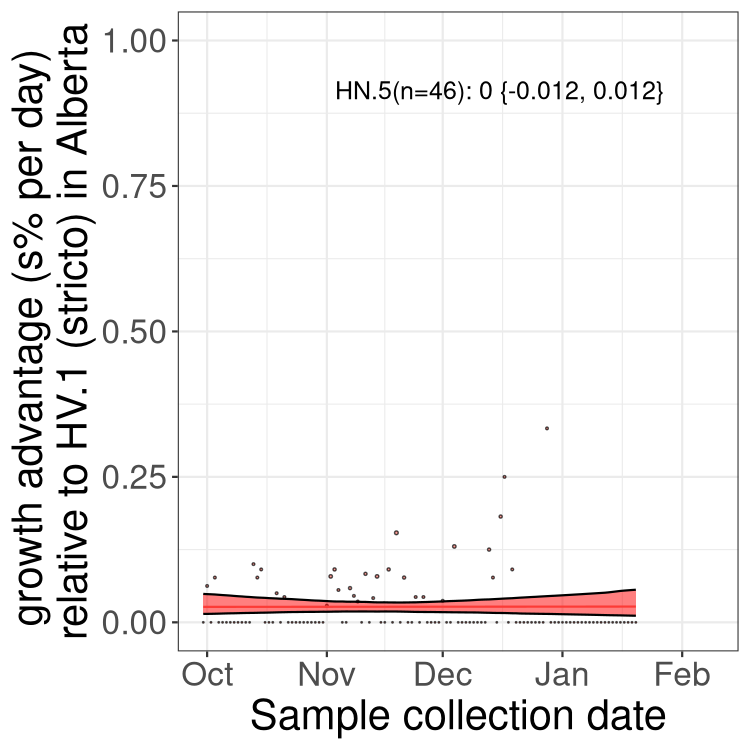 growth advantage (s% per day)
relative to HV.1 (stricto) in Alberta
1.00
0.75
0.50
0.25
0.00
HN.5(n=46): 0 {-0.012, 0.012}
Oct Nov Dec Jan Feb
Sample collection date